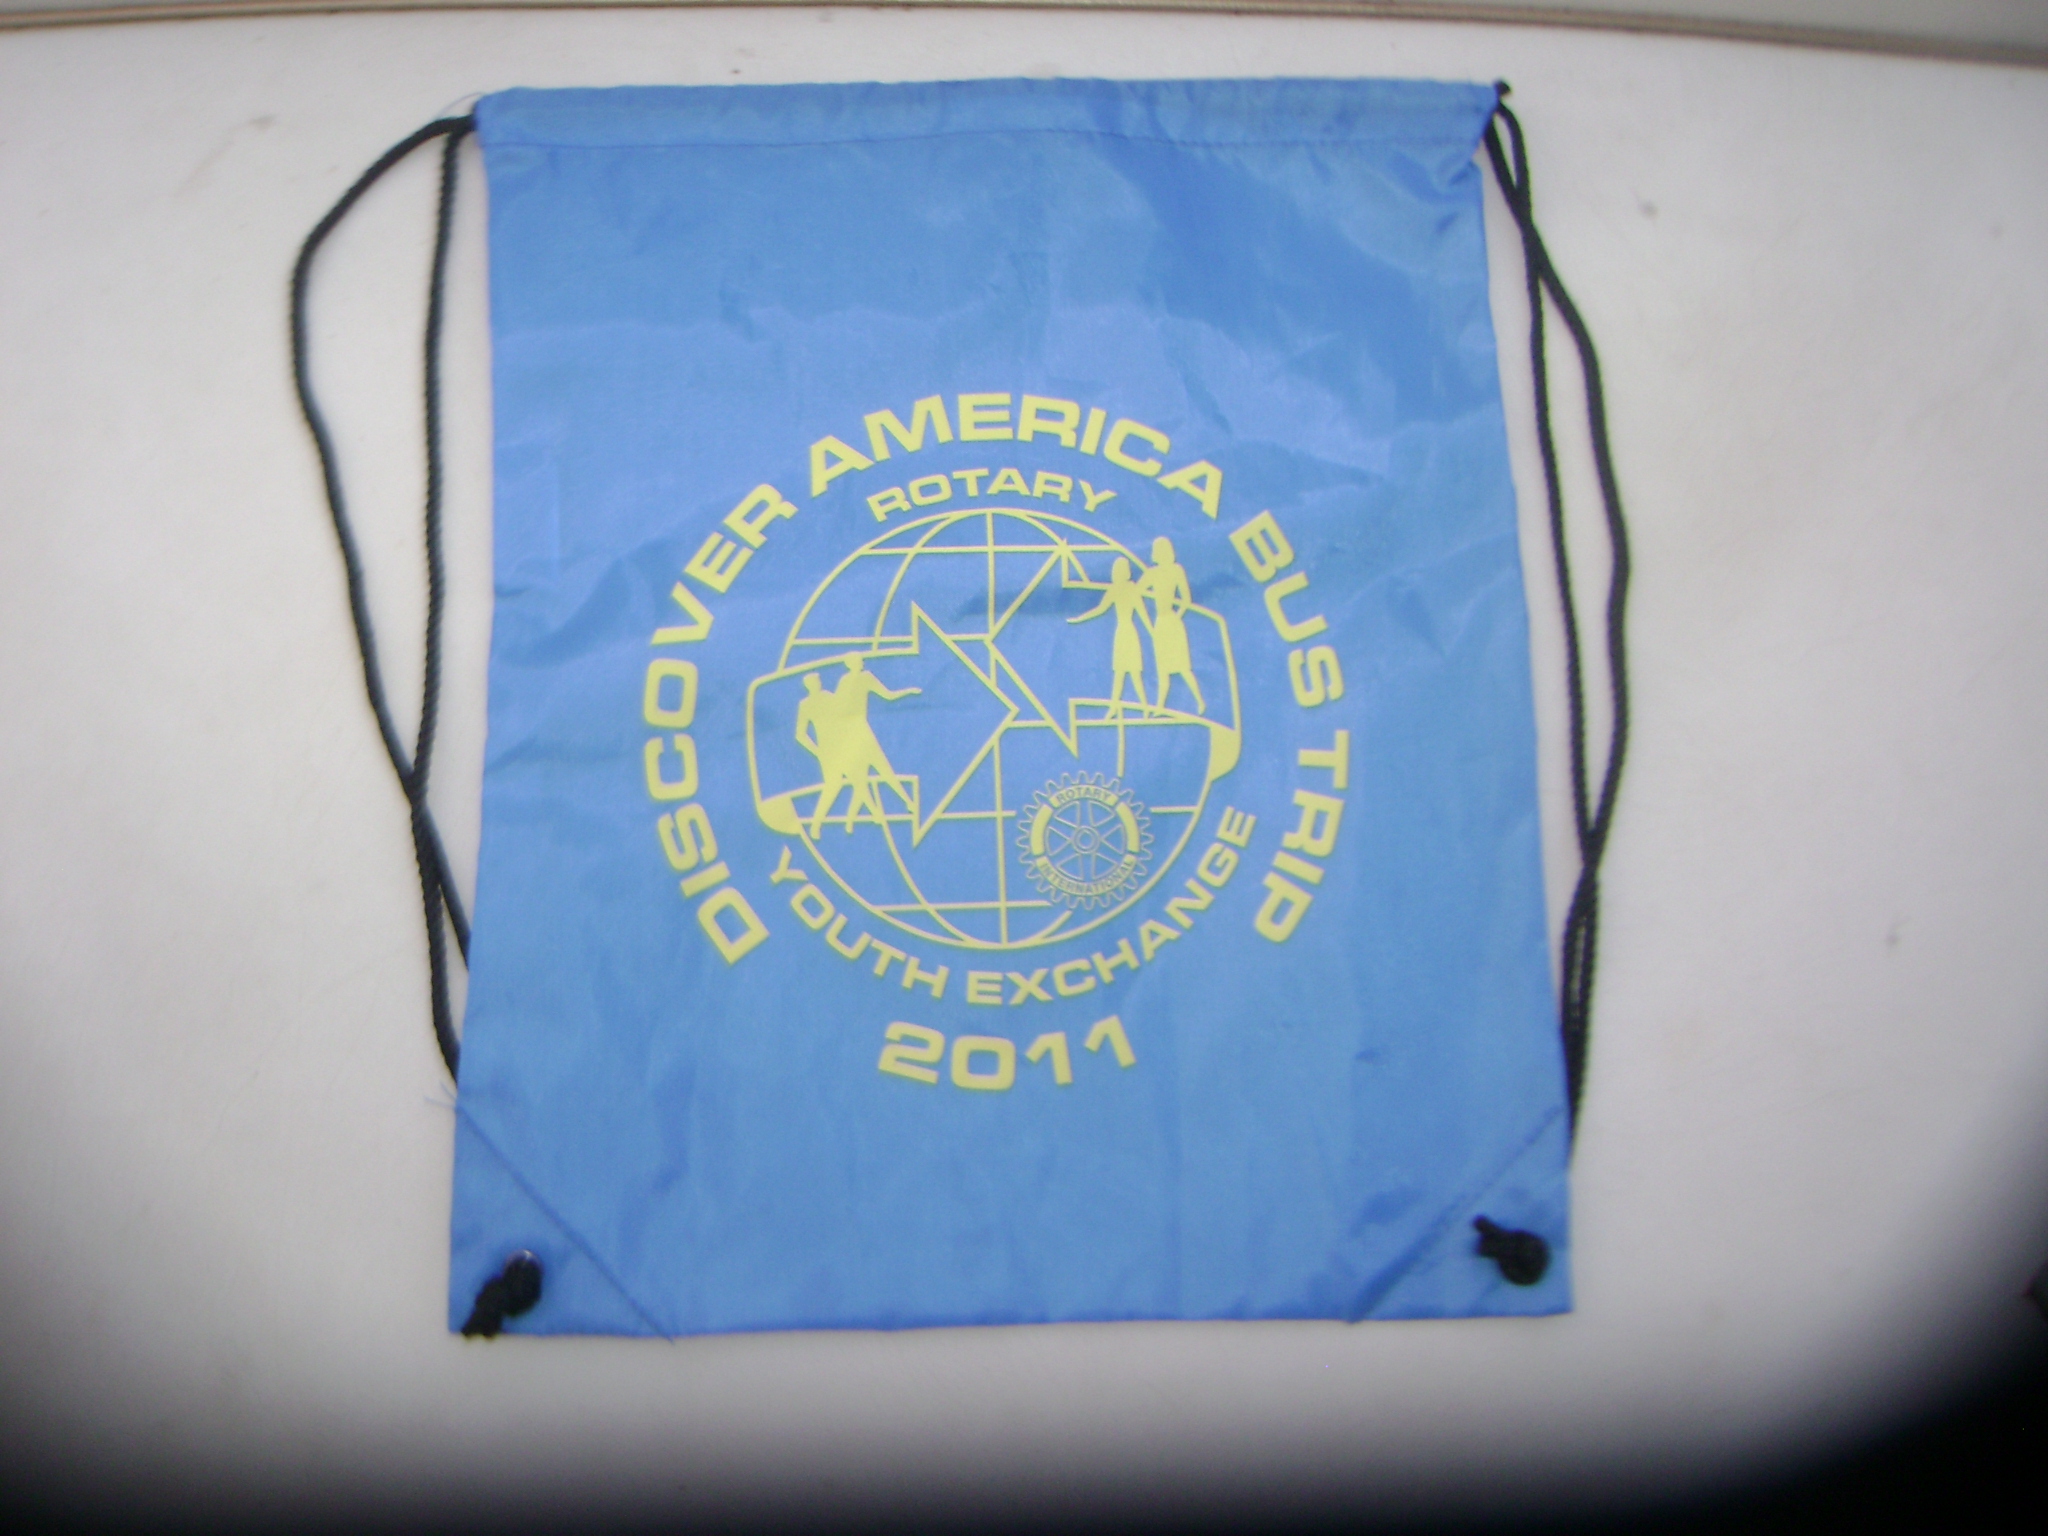 DISCOVER AMERICA BUS TRIP
ROTARY
ROTARY
INTERNATIONAL
YOUTH EXCHANGE
2011